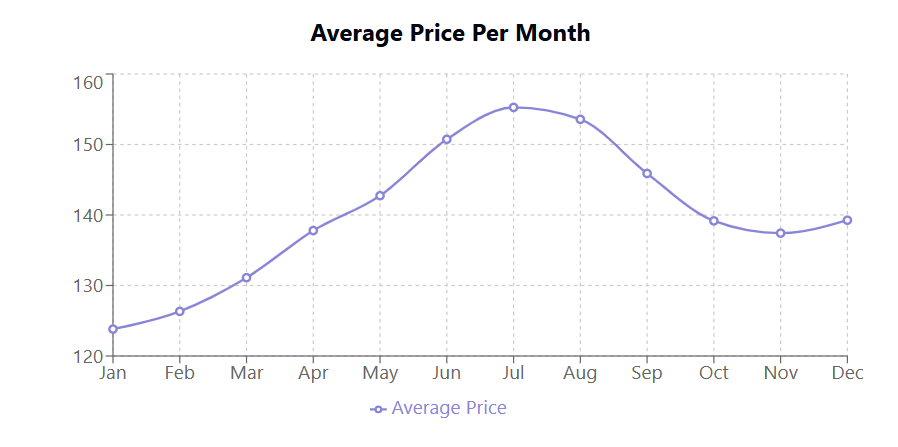 Average Price Per Month
160
150
140
130
120
Jan Feb Mar Apr May Jun Jul Aug Sep Oct Nov Dec
Average Price